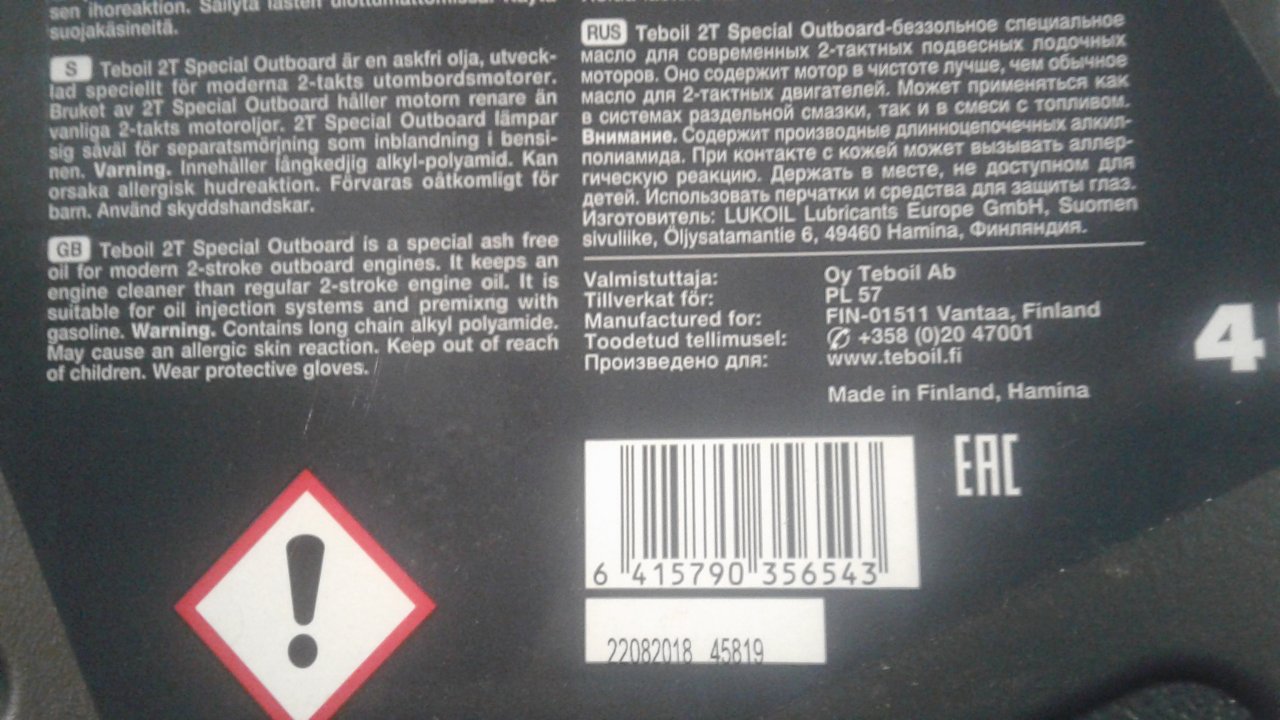 sen ihoreaktion. Säilytä lasten ulottumattomissa. Käytä
suojakäsineitä.
S Teboil 2T Special Outboard är en askfri olja, utveck-
lad speciellt för moderna 2-takts utombordsmotorer.
Bruket av 2T Special Outboard håller motorn renare än
vanliga 2-takts motoroljor. 2T Special Outboard lämpar
sig såväl för separatsmörjning som inblandning i bensi-
nen. Varning. Innehåller långkedjig alkyl-polyamid. Kan
orsaka allergisk hudreaktion. Förvaras oåtkomligt för
barn. Använd skyddshandskar.
GB Teboil 2T Special Outboard is a special ash free
oil for modern 2-stroke outboard engines. It keeps an
engine cleaner than regular 2-stroke engine oil. It is
suitable for oil injection systems and premixng with
gasoline. Warning. Contains long chain alkyl polyamide.
May cause an allergic skin reaction. Keep out of reach
of children. Wear protective gloves.
RUS Teboil 2T Special Outboard-беззольное специальное
масло для современных 2-тактных подвесных лодочных
моторов. Оно содержит мотор в чистоте лучше, чем обычное
масло для 2-тактных двигателей. Может применяться как
в системах раздельной смазки, так и в смеси с топливом.
Внимание. Содержит производные длинноцепочечных алкил-
полиамида. При контакте с кожей может вызывать аллер-
гическую реакцию. Держать в месте, не доступном для
детей. Использовать перчатки и средства для защиты глаз.
Изготовитель: LUKOIL Lubricants Europe GmbH, Suomen
sivuliike, Öljysatamantie 6, 49460 Hamina, Финляндия.
Valmistuttaja: Oy Teboil Ab
Tillverkat för: PL 57
Manufactured for: FIN-01511 Vantaa, Finland
Toodetud tellimusel: ✆ +358 (0)20 47001
Произведено для: www.teboil.fi
Made in Finland, Hamina
4
EAC
6 415790 356543
22082018 45819